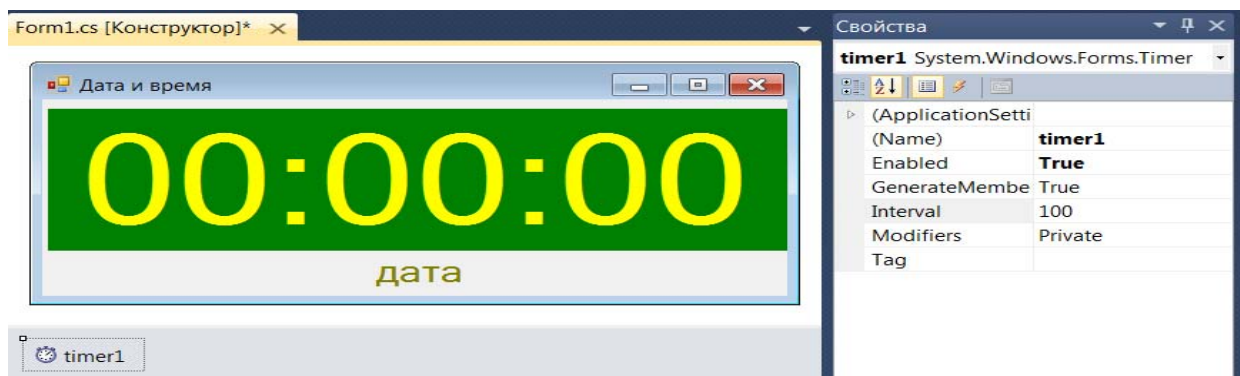 Form1.cs [Конструктор]*
Дата и время
00:00:00
дата
timer1
Свойства
timer1 System.Windows.Forms.Timer
(ApplicationSetti
(Name) timer1
Enabled True
GenerateMembe True
Interval 100
Modifiers Private
Tag